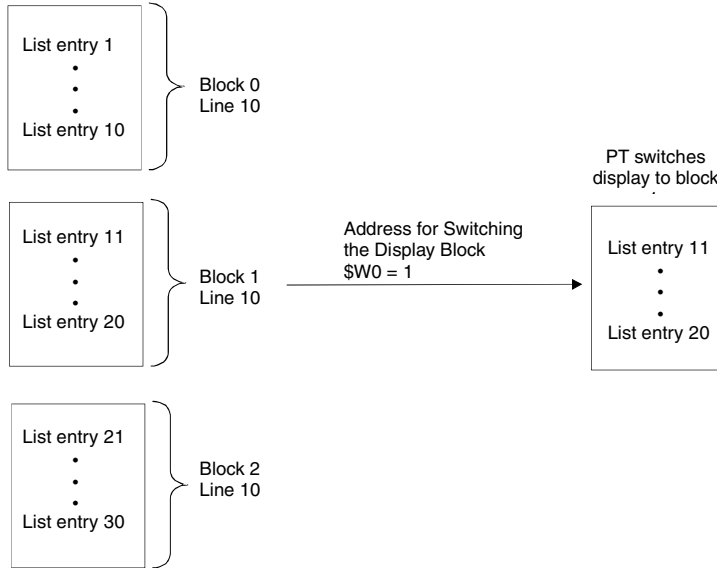 List entry 1
List entry 10
Block 0
Line 10
PT switches
display to block
List entry 11
List entry 20
Block 1
Line 10
Address for Switching
the Display Block
$W0 = 1
List entry 11
List entry 20
List entry 21
List entry 30
Block 2
Line 10